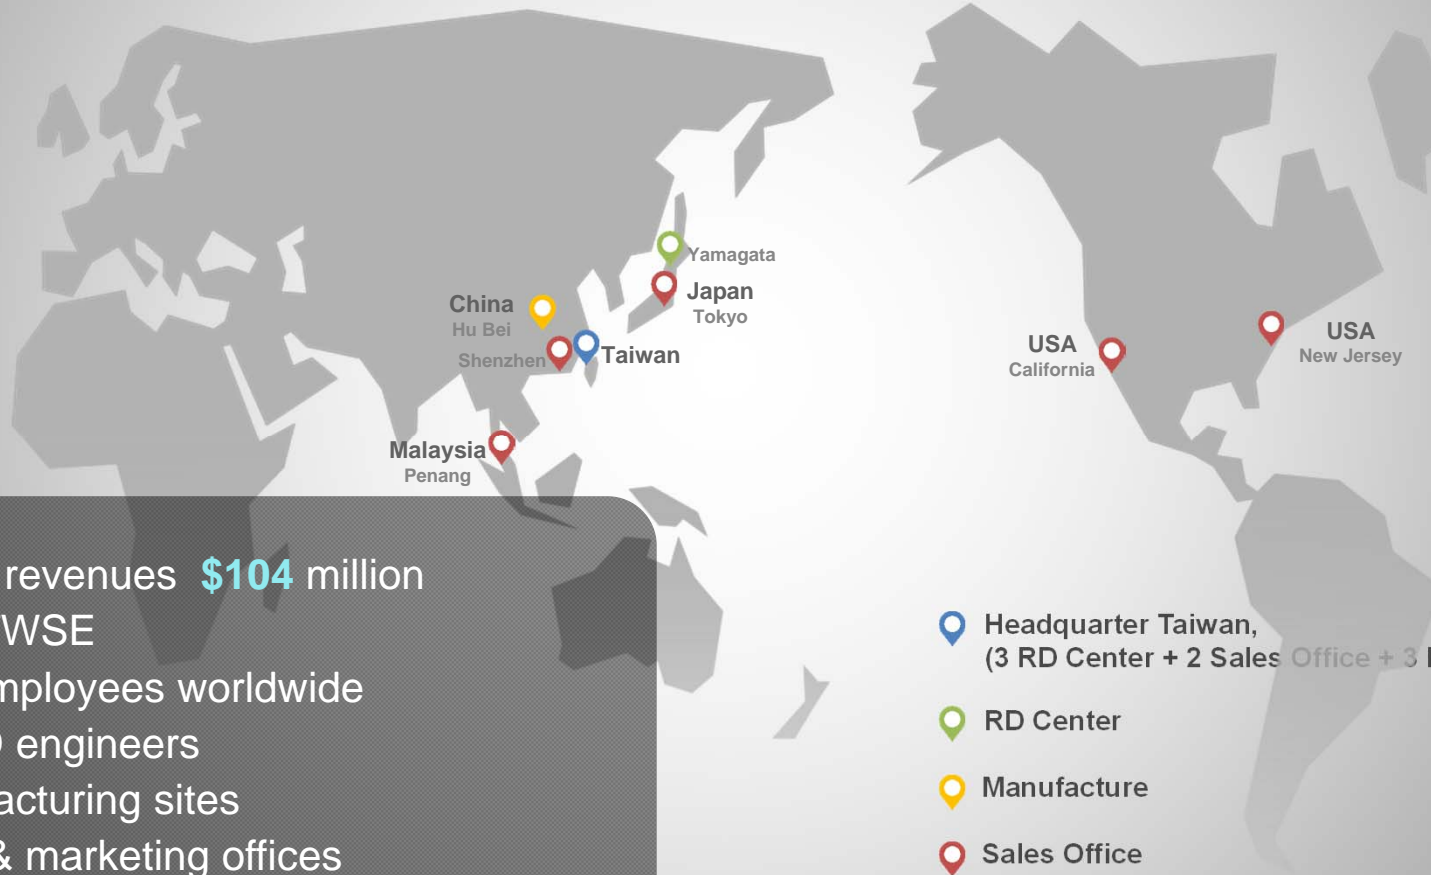 Yamagata
Japan
Tokyo
China
Hu Bei
Shenzhen
Taiwan
Malaysia
Penang
USA
California
USA
New Jersey
revenues $104 million
WSE
mployees worldwide
engineers
acturing sites
& marketing offices
Headquarter Taiwan,
(3 RD Center + 2 Sales Office + 3
RD Center
Manufacture
Sales Office